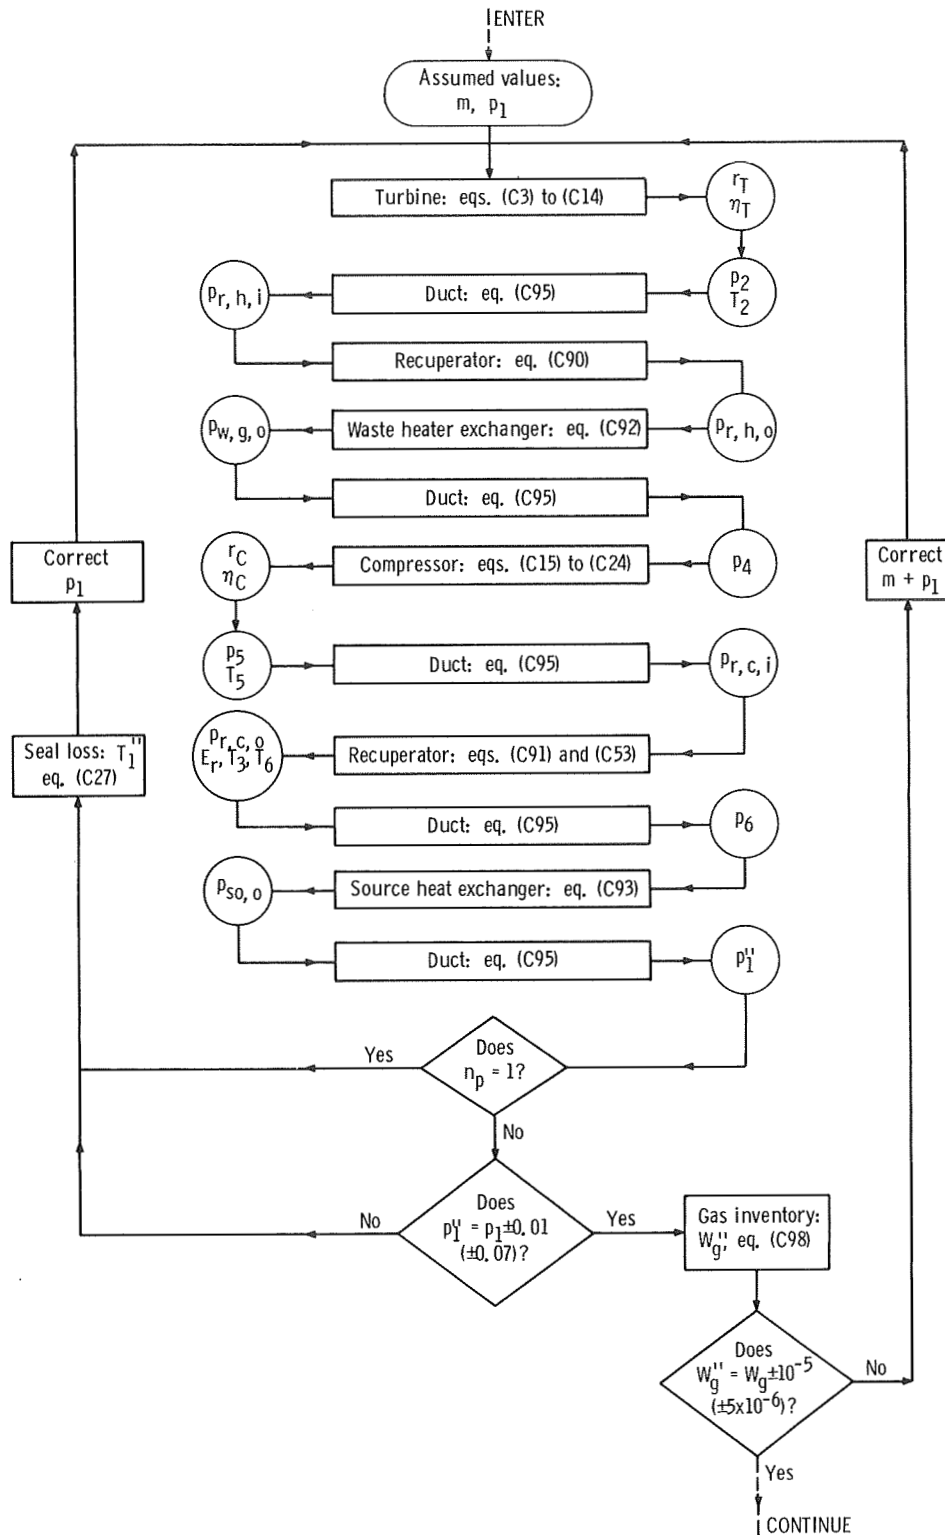 ENTER
Assumed values:
m, p1
Turbine: eqs. (C3) to (C14)
rT
ηT
p2
T2
Duct: eq. (C95)
pr, h, i
Recuperator: eq. (C90)
pr, h, o
Waste heater exchanger: eq. (C92)
pw, g, o
Duct: eq. (C95)
p4
Compressor: eqs. (C15) to (C24)
rC
ηC
p5
T5
Duct: eq. (C95)
pr, c, i
Recuperator: eqs. (C91) and (C53)
pr, c, o
Er, T3, T6
Duct: eq. (C95)
p6
Source heat exchanger: eq. (C93)
pso, o
Duct: eq. (C95)
p1''
Does
np = 1?
Yes
No
Does
p1'' = p1±0.01
(±0.07)?
No
Yes
Seal loss: T1''
eq. (C27)
Correct
p1
Gas inventory:
Wg'', eq. (C98)
Does
Wg'' = Wg±10-5
(±5x10-6)?
No
Correct
m + p1
Yes
CONTINUE